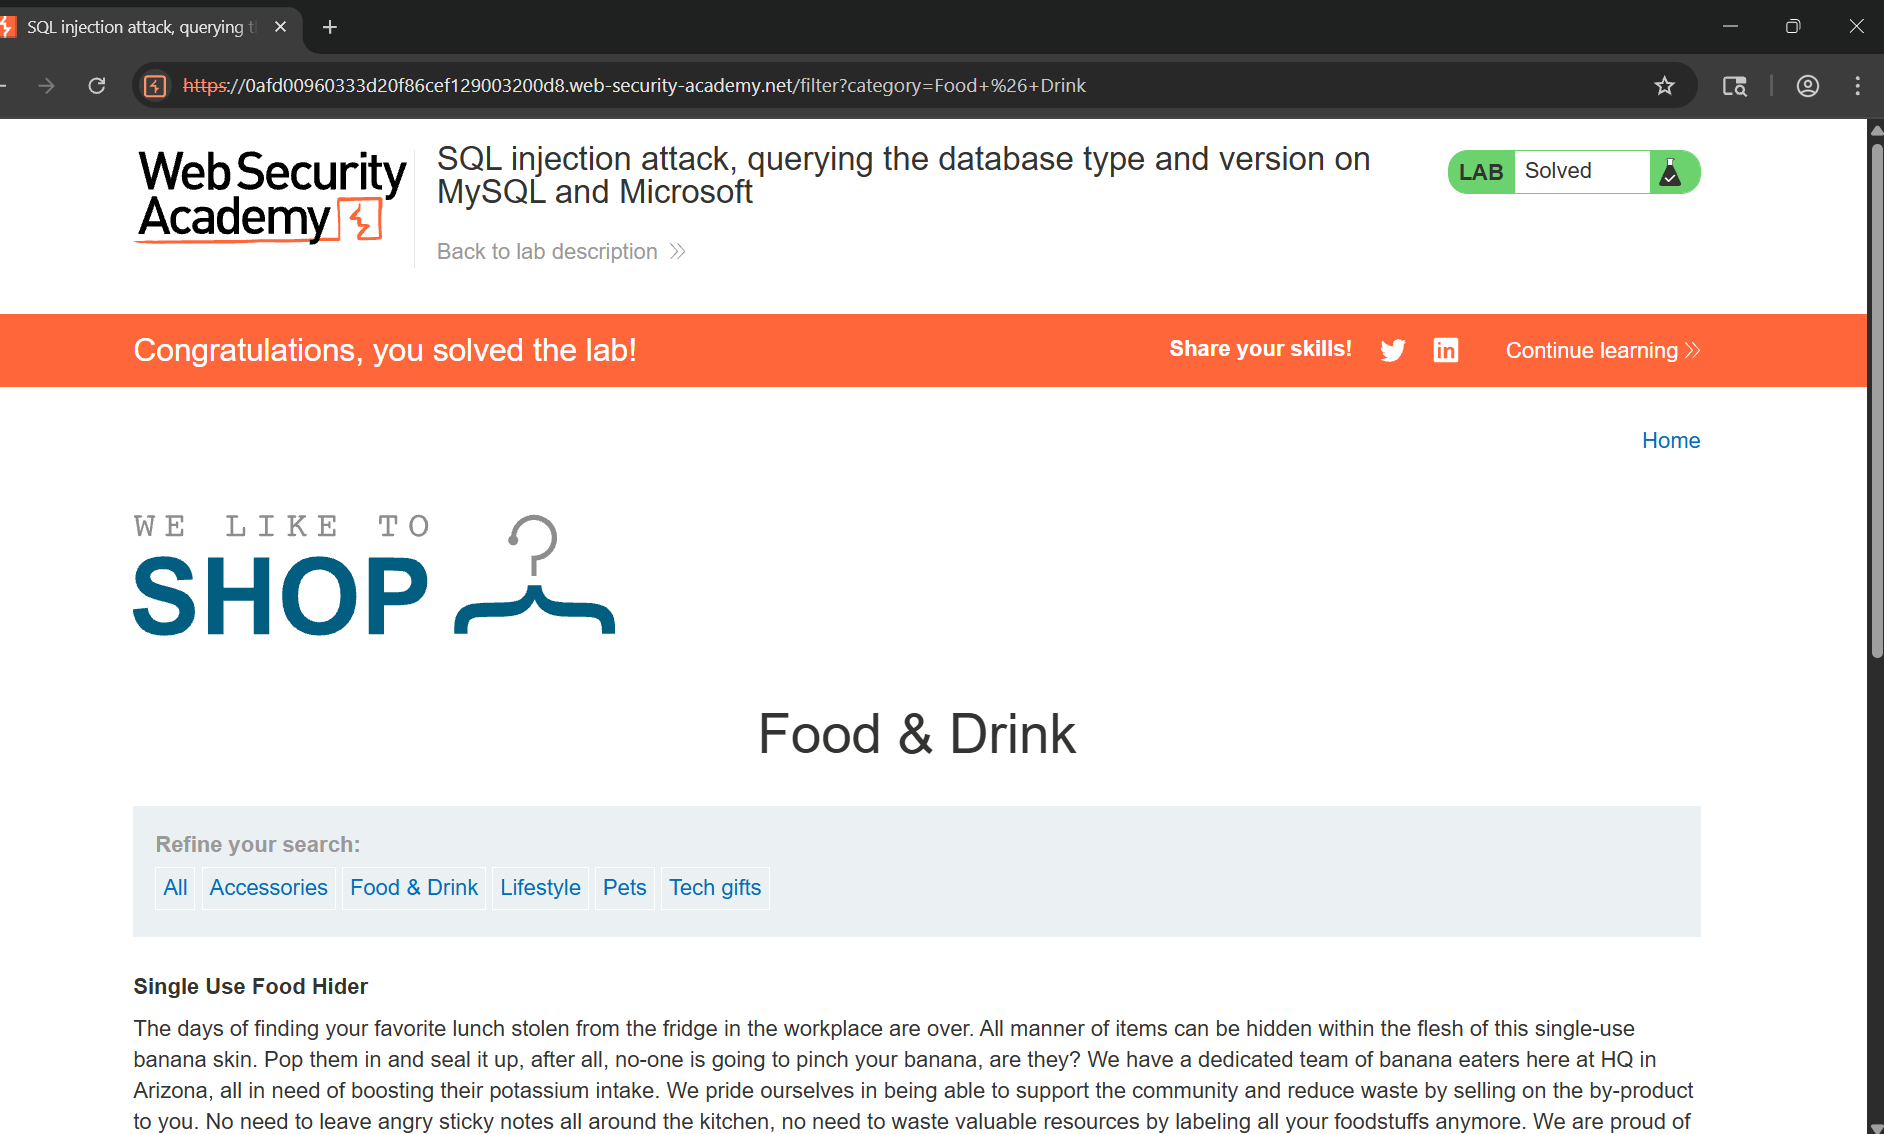 SQL injection attack, querying t
https://0afd00960333d20f86cef129003200d8.web-security-academy.net/filter?category=Food+%26+Drink
Web Security
Academy
SQL injection attack, querying the database type and version on
MySQL and Microsoft
Back to lab description
LAB Solved
Congratulations, you solved the lab!
Share your skills!
in
Continue learning
Home
WE LIKE TO
SHOP
Food & Drink
Refine your search:
All Accessories Food & Drink Lifestyle Pets Tech gifts
Single Use Food Hider
The days of finding your favorite lunch stolen from the fridge in the workplace are over. All manner of items can be hidden within the flesh of this single-use
banana skin. Pop them in and seal it up, after all, no-one is going to pinch your banana, are they? We have a dedicated team of banana eaters here at HQ in
Arizona, all in need of boosting their potassium intake. We pride ourselves in being able to support the community and reduce waste by selling on the by-product
to you. No need to leave angry sticky notes all around the kitchen, no need to waste valuable resources by labeling all your foodstuffs anymore. We are proud of